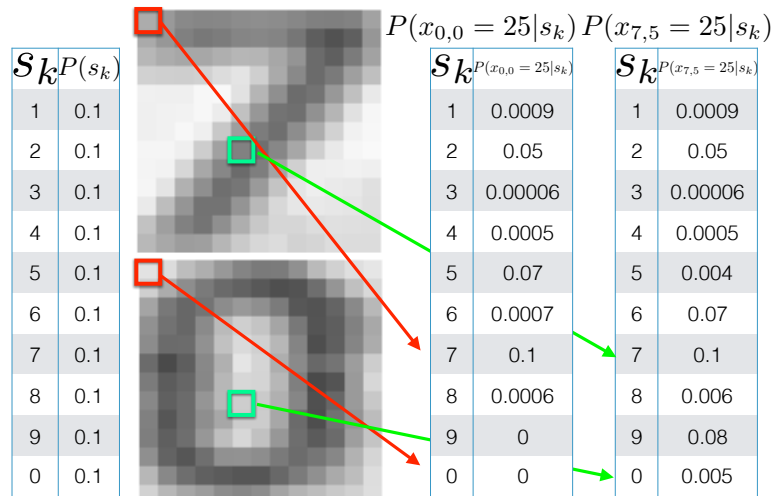 P(x_{0,0} = 25|s_k) P(x_{7,5} = 25|s_k)
s_k P(s_k) s_k P(x_{0,0} = 25|s_k) s_k P(x_{7,5} = 25|s_k)
1 0.1 1 0.0009 1 0.0009
2 0.1 2 0.05 2 0.05
3 0.1 3 0.00006 3 0.00006
4 0.1 4 0.0005 4 0.0005
5 0.1 5 0.07 5 0.004
6 0.1 6 0.0007 6 0.07
7 0.1 7 0.1 7 0.1
8 0.1 8 0.0006 8 0.006
9 0.1 9 0 9 0.08
0 0.1 0 0 0 0.005